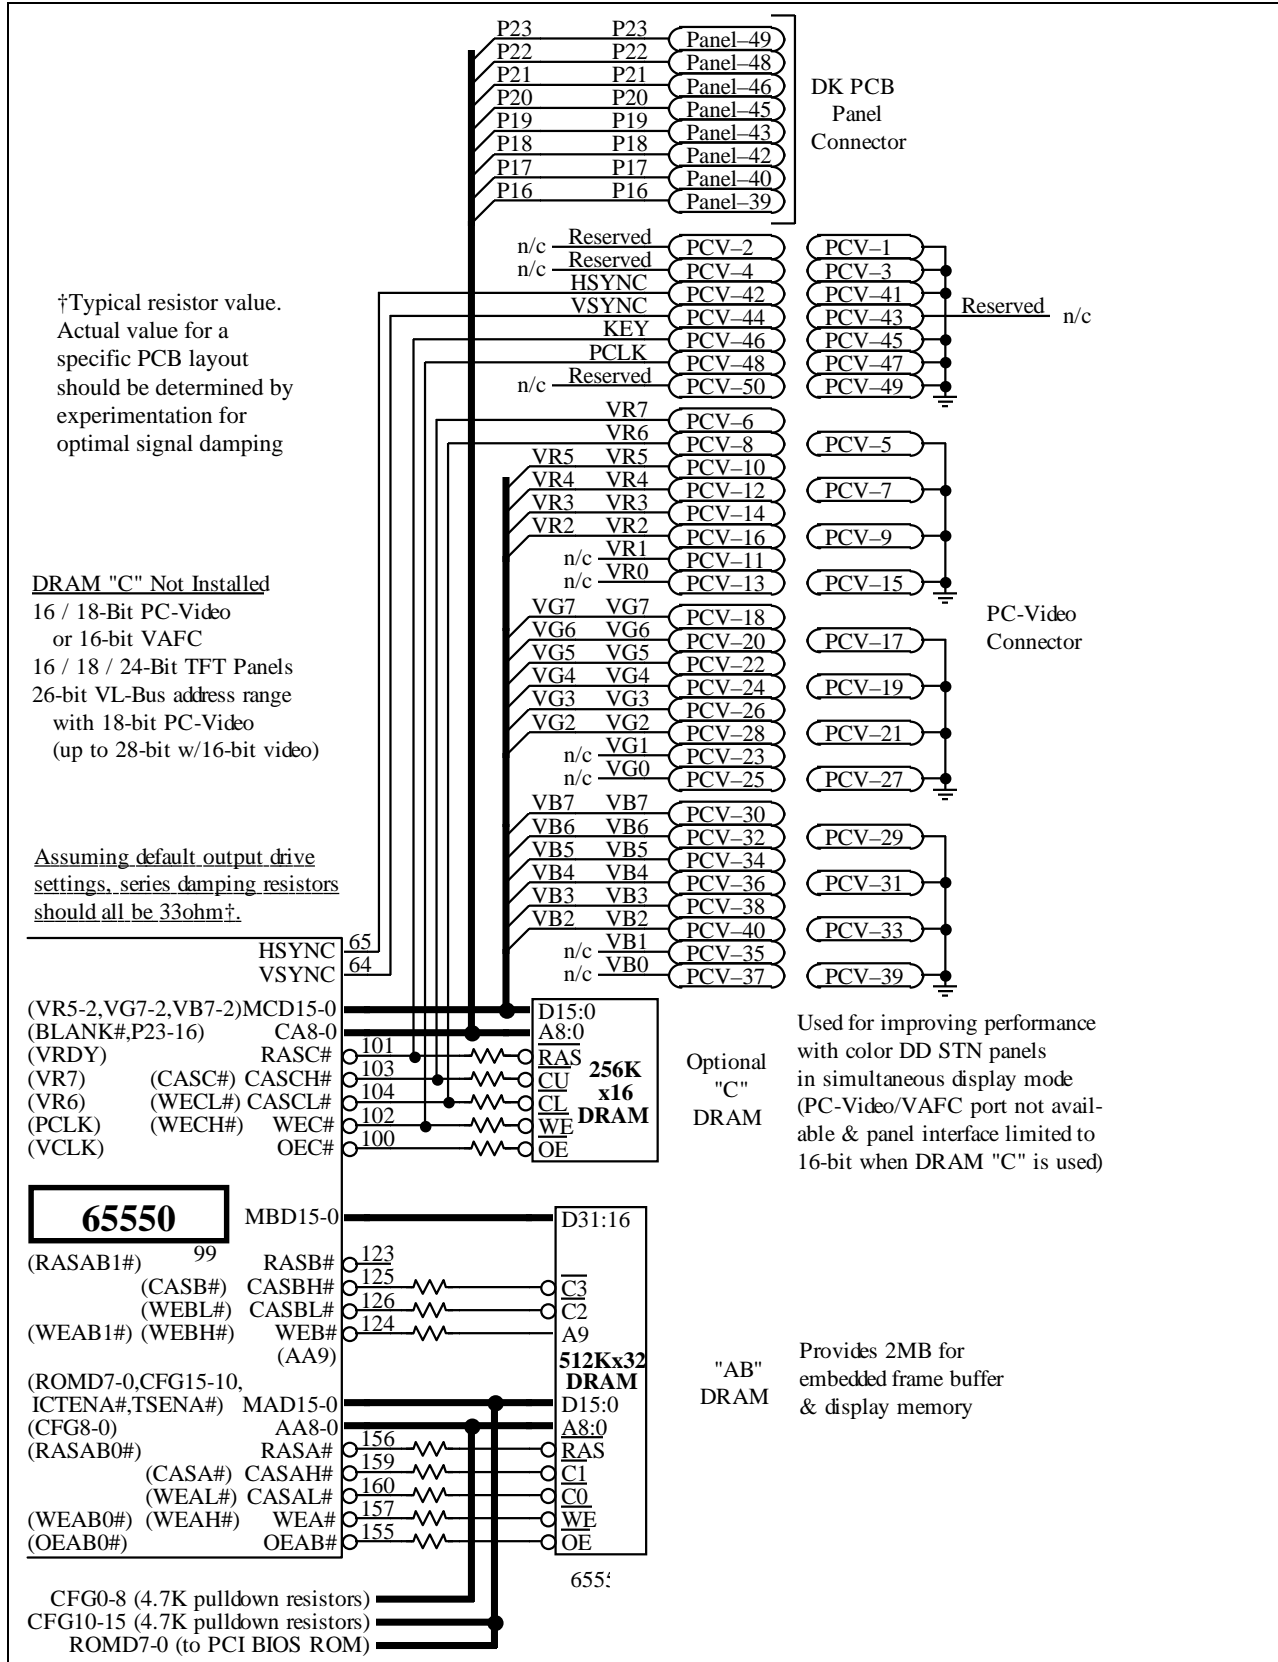 P23 P23 Panel–49
P22 P22 Panel–48
P21 P21 Panel–46
P20 P20 Panel–45
P19 P19 Panel–43
P18 P18 Panel–42
P17 P17 Panel–40
P16 P16 Panel–39
DK PCB
Panel
Connector
n/c Reserved PCV–2 PCV–1
n/c Reserved PCV–4 PCV–3
HSYNC PCV–42 PCV–41
VSYNC PCV–44 PCV–43 Reserved n/c
KEY PCV–46 PCV–45
PCLK PCV–48 PCV–47
n/c Reserved PCV–50 PCV–49
†Typical resistor value.
Actual value for a
specific PCB layout
should be determined by
experimentation for
optimal signal damping
VR7 PCV–6
VR6 PCV–8 PCV–5
VR5 VR5 PCV–10
VR4 VR4 PCV–12 PCV–7
VR3 VR3 PCV–14
VR2 VR2 PCV–16 PCV–9
n/c VR1 PCV–11
n/c VR0 PCV–13 PCV–15
VG7 VG7 PCV–18
VG6 VG6 PCV–20 PCV–17
VG5 VG5 PCV–22
VG4 VG4 PCV–24 PCV–19
VG3 VG3 PCV–26
VG2 VG2 PCV–28 PCV–21
n/c VG1 PCV–23
n/c VG0 PCV–25 PCV–27
VB7 VB7 PCV–30
VB6 VB6 PCV–32 PCV–29
VB5 VB5 PCV–34
VB4 VB4 PCV–36 PCV–31
VB3 VB3 PCV–38
VB2 VB2 PCV–40 PCV–33
n/c VB1 PCV–35
n/c VB0 PCV–37 PCV–39
PC-Video
Connector
DRAM "C" Not Installed
16 / 18-Bit PC-Video
or 16-bit VAFC
16 / 18 / 24-Bit TFT Panels
26-bit VL-Bus address range
with 18-bit PC-Video
(up to 28-bit w/16-bit video)
Assuming default output drive
settings, series damping resistors
should all be 33ohm†.
HSYNC 65
VSYNC 64
(VR5-2,VG7-2,VB7-2) MCD15-0 D15:0
(BLANK#,P23-16) CA8-0 A8:0
(VRDY) RASC# 101 RAS
(VR7) (CASC#) CASCH# 103 CU
(VR6) (WECL#) CASCL# 104 CL
(PCLK) (WECH#) WEC# 102 WE
(VCLK) OEC# 100 OE
256K
x16
DRAM
Optional
"C"
DRAM
Used for improving performance
with color DD STN panels
in simultaneous display mode
(PC-Video/VAFC port not avail-
able & panel interface limited to
16-bit when DRAM "C" is used)
65550
99
MBD15-0 D31:16
(RASAB1#) RASB# 123
(CASB#) CASBH# 125 C3
(WEBL#) CASBL# 126 C2
(WEAB1#) (WEBH#) WEB# 124 A9
(AA9)
512Kx32
DRAM
(ROMD7-0,CFG15-10,
ICTENA#,TSENA#) MAD15-0 D15:0
(CFG8-0) AA8-0 A8:0
(RASAB0#) RASA# 156 RAS
(CASA#) CASAH# 159 C1
(WEAL#) CASAL# 160 C0
(WEAB0#) (WEAH#) WEA# 157 WE
(OEAB0#) OEAB# 155 OE
"AB"
DRAM
Provides 2MB for
embedded frame buffer
& display memory
CFG0-8 (4.7K pulldown resistors)
CFG10-15 (4.7K pulldown resistors)
ROMD7-0 (to PCI BIOS ROM)